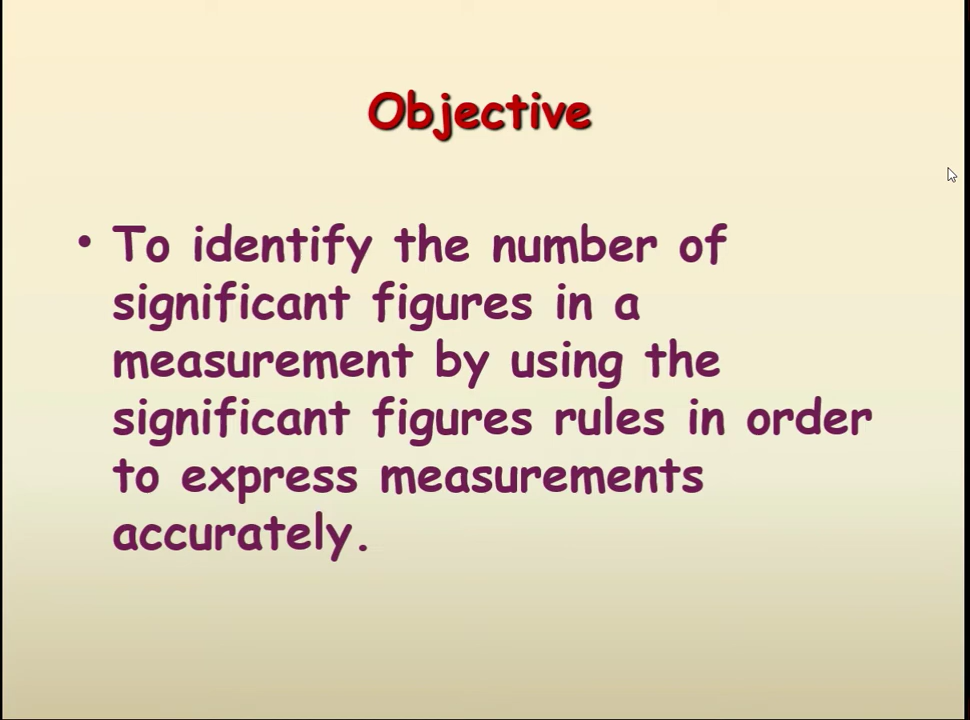 Objective
• To identify the number of
significant figures in a
measurement by using the
significant figures rules in order
to express measurements
accurately.